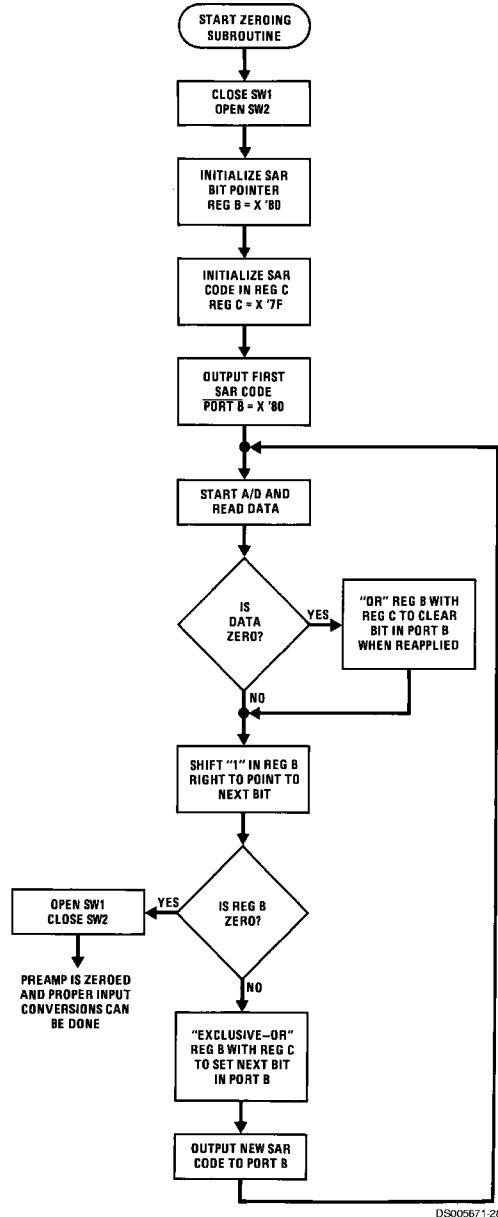 START ZEROING
SUBROUTINE
CLOSE SW1
OPEN SW2
INITIALIZE SAR
BIT POINTER
REG B = X '80
INITIALIZE SAR
CODE IN REG C
REG C = X '7F
OUTPUT FIRST
SAR CODE
PORT B = X '80
START A/D AND
READ DATA
IS
DATA
ZERO?
YES
"OR" REG B WITH
REG C TO CLEAR
BIT IN PORT B
WHEN REAPPLIED
NO
SHIFT "1" IN REG B
RIGHT TO POINT TO
NEXT BIT
IS REG B
ZERO?
YES
OPEN SW1
CLOSE SW2
PREAMP IS ZEROED
AND PROPER INPUT
CONVERSIONS CAN
BE DONE
NO
"EXCLUSIVE–OR"
REG B WITH REG C
TO SET NEXT BIT
IN PORT B
OUTPUT NEW SAR
CODE TO PORT B
DS005671-28